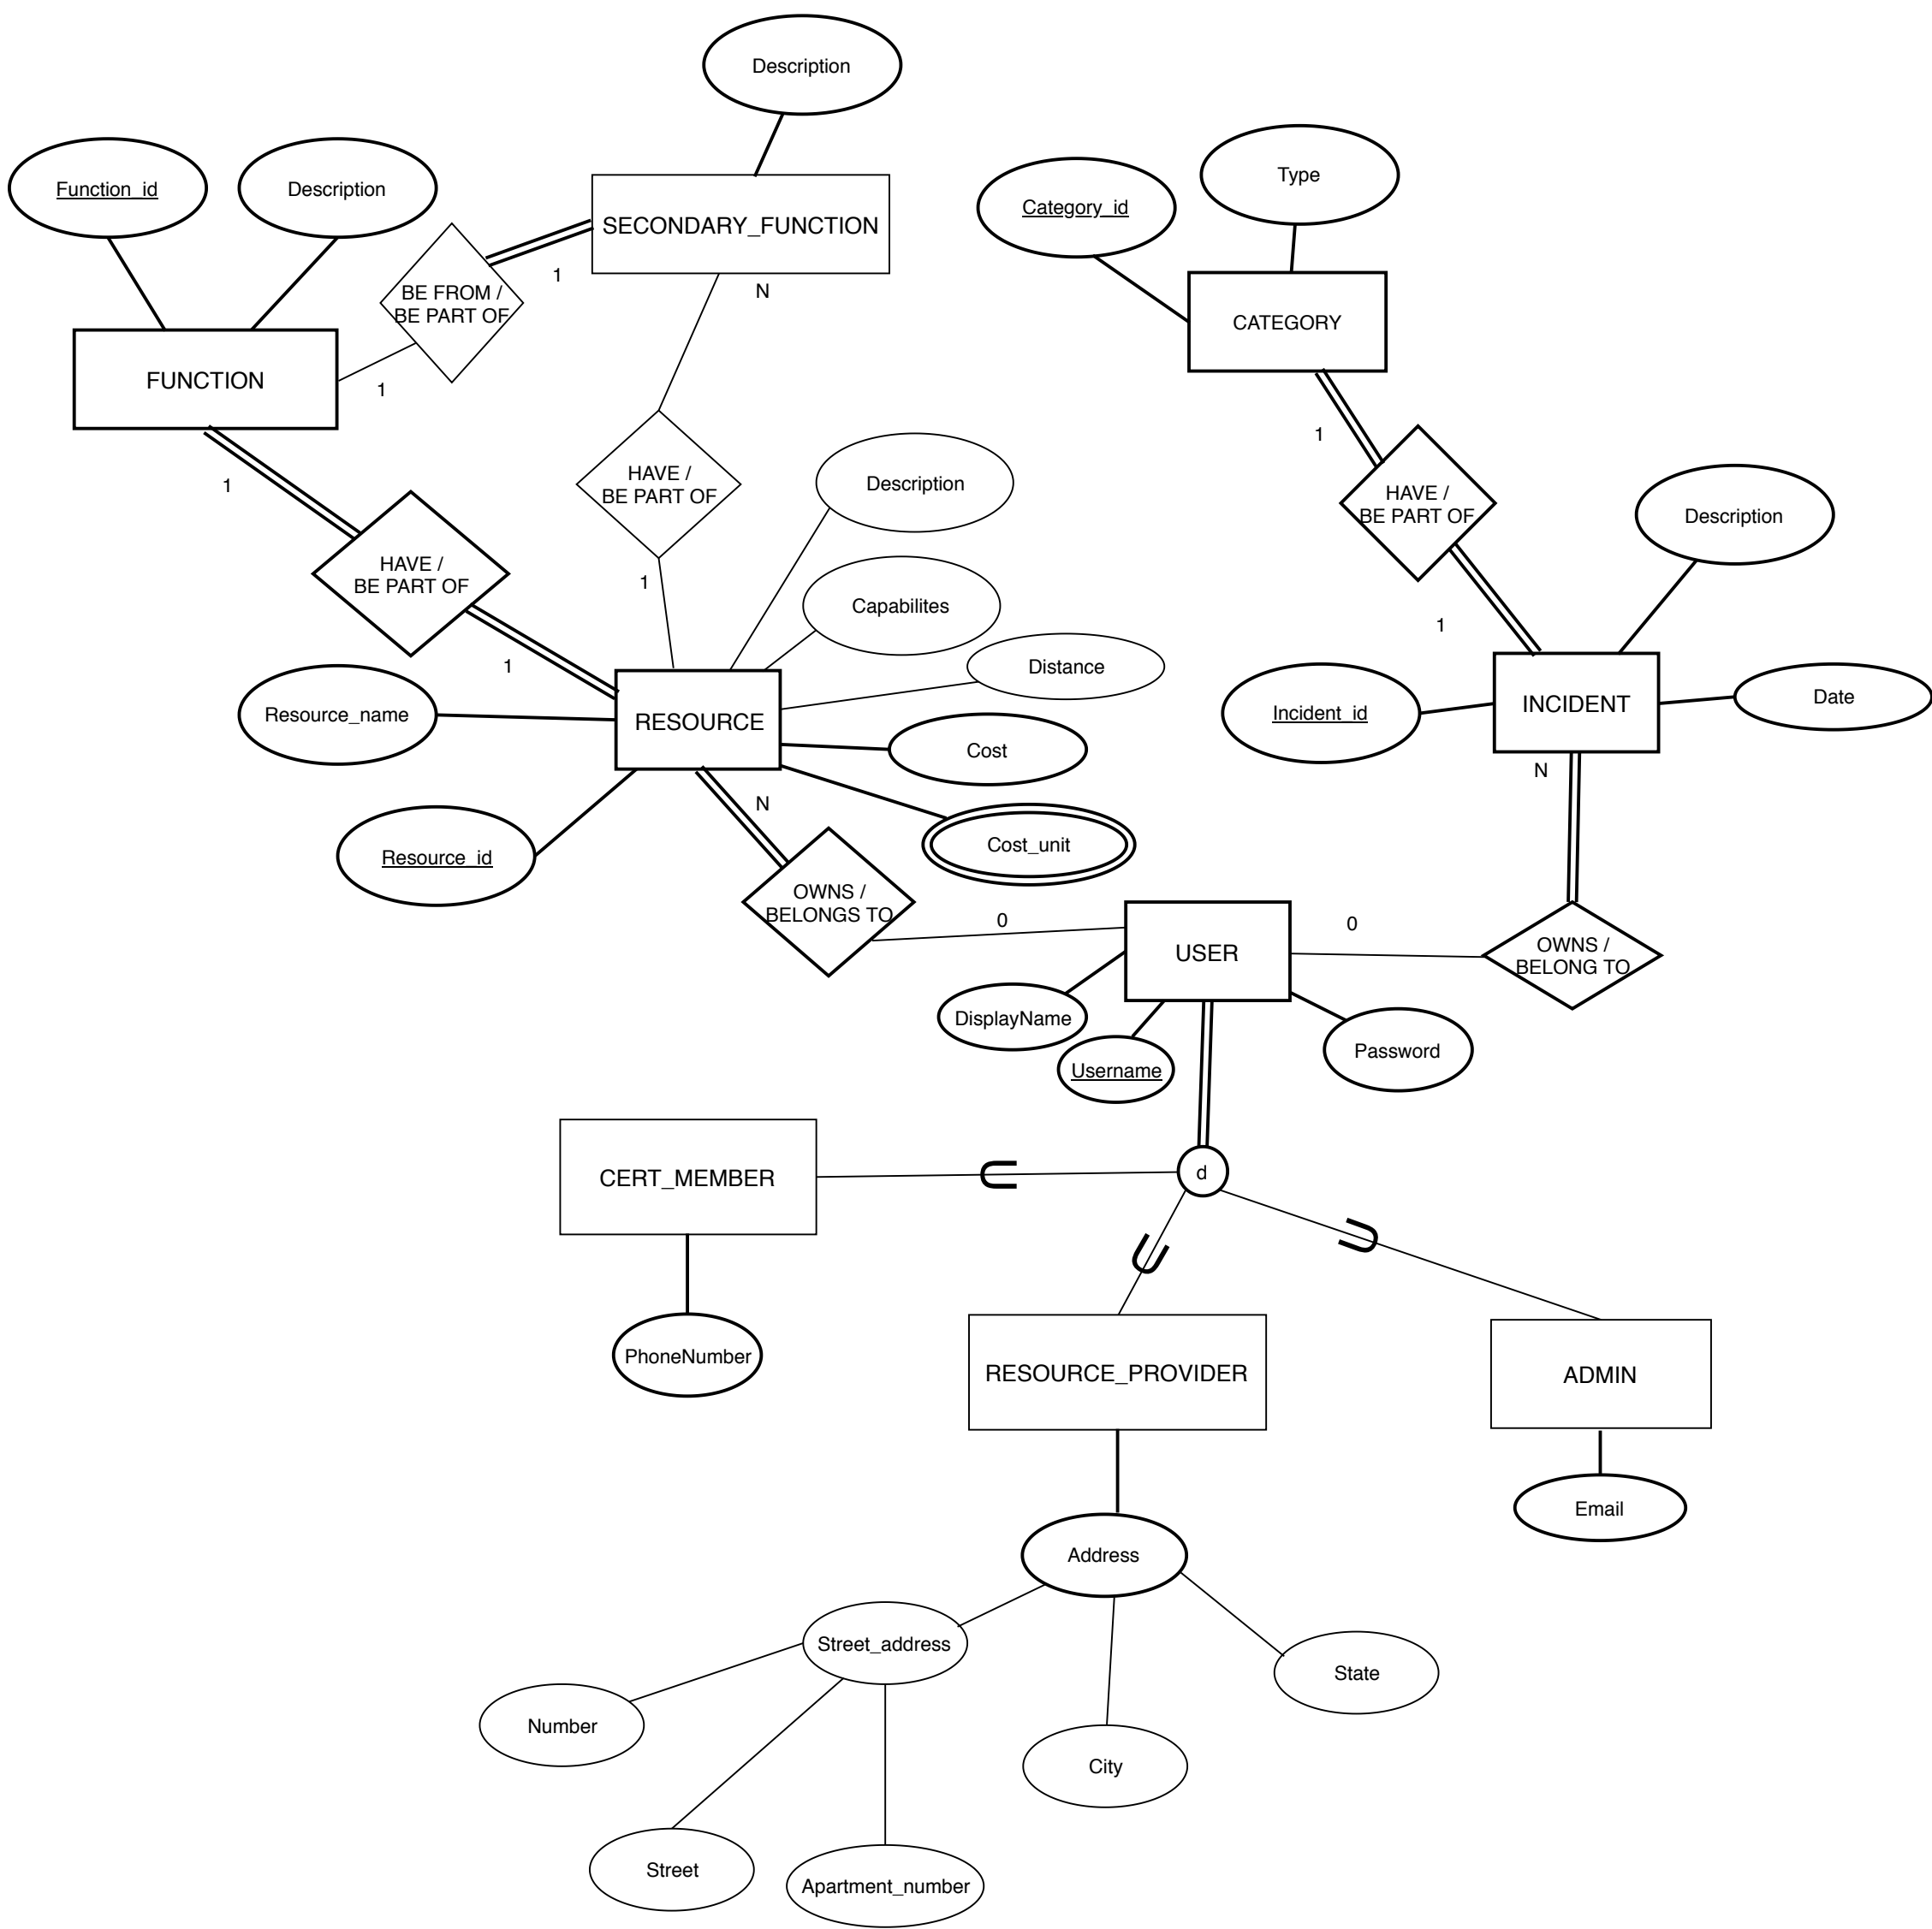 Description
Function_id
Description
Type
Category_id
SECONDARY_FUNCTION
1
BE FROM /
BE PART OF
N
CATEGORY
FUNCTION
1
1
HAVE /
BE PART OF
Description
1
HAVE /
BE PART OF
Description
HAVE /
BE PART OF
1
Capabilites
1
1
Distance
Resource_name
RESOURCE
Incident_id
INCIDENT
Date
Cost
N
N
Cost_unit
Resource_id
OWNS /
BELONGS TO
0
USER
0
OWNS /
BELONG TO
DisplayName
Username
Password
CERT_MEMBER
d
PhoneNumber
RESOURCE_PROVIDER
ADMIN
Email
Address
Street_address
State
Number
City
Street
Apartment_number